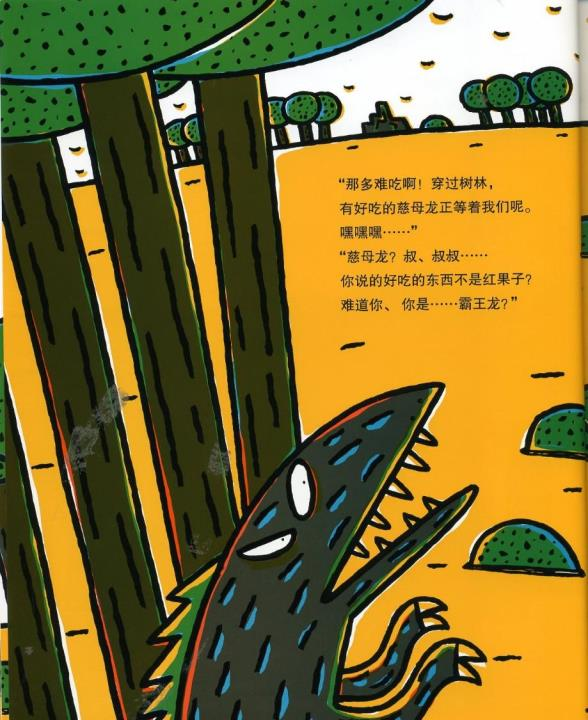 “那多难吃啊！穿过树林，
有好吃的慈母龙正等着我们呢。
嘿嘿嘿……”
“慈母龙？叔、叔叔……
你说的好吃的东西不是红果子？
难道你、你是……霸王龙？”